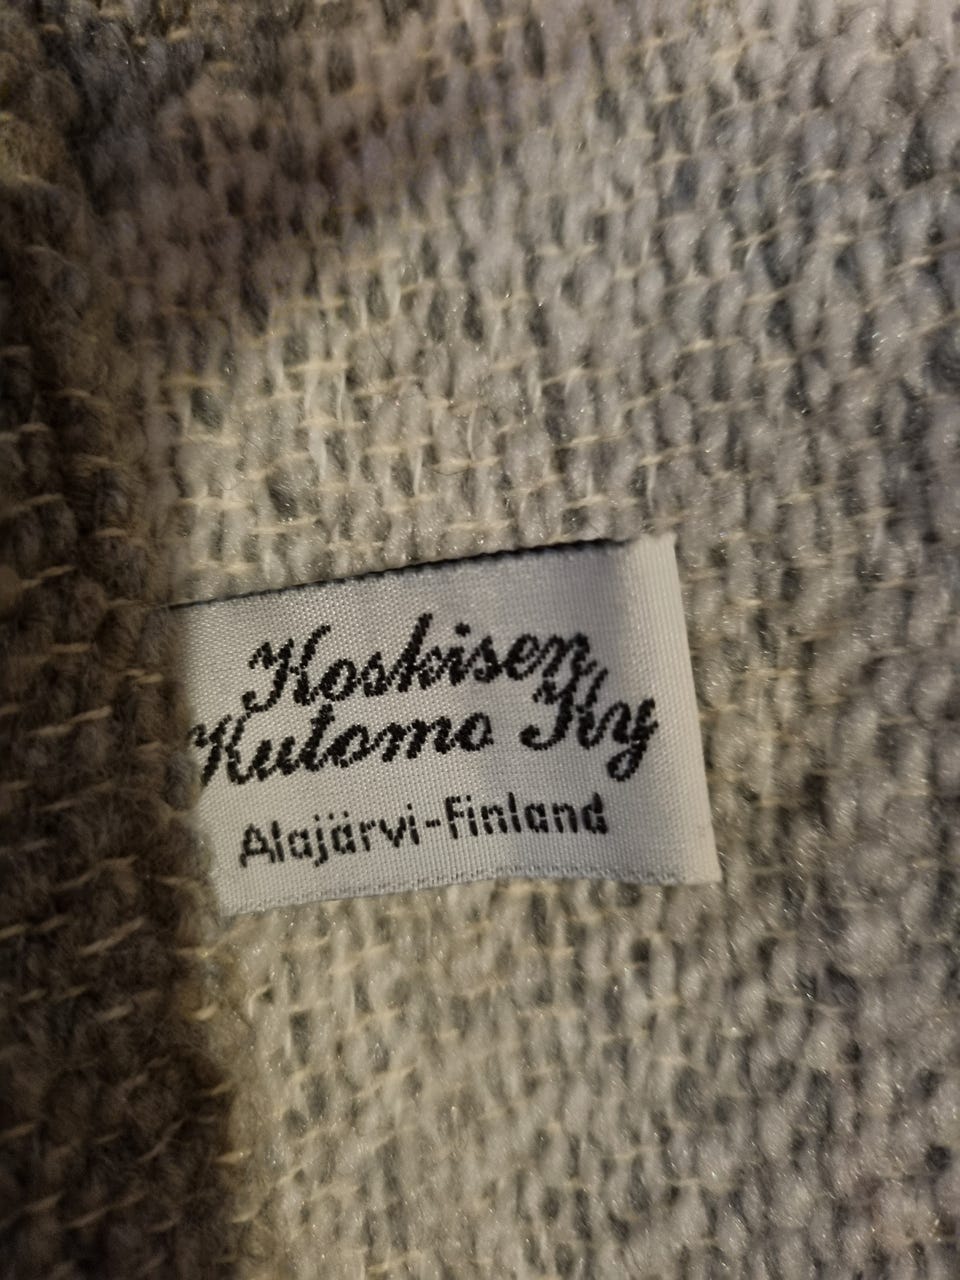 Koskisen
Kutomo Ky
Alajärvi-Finland